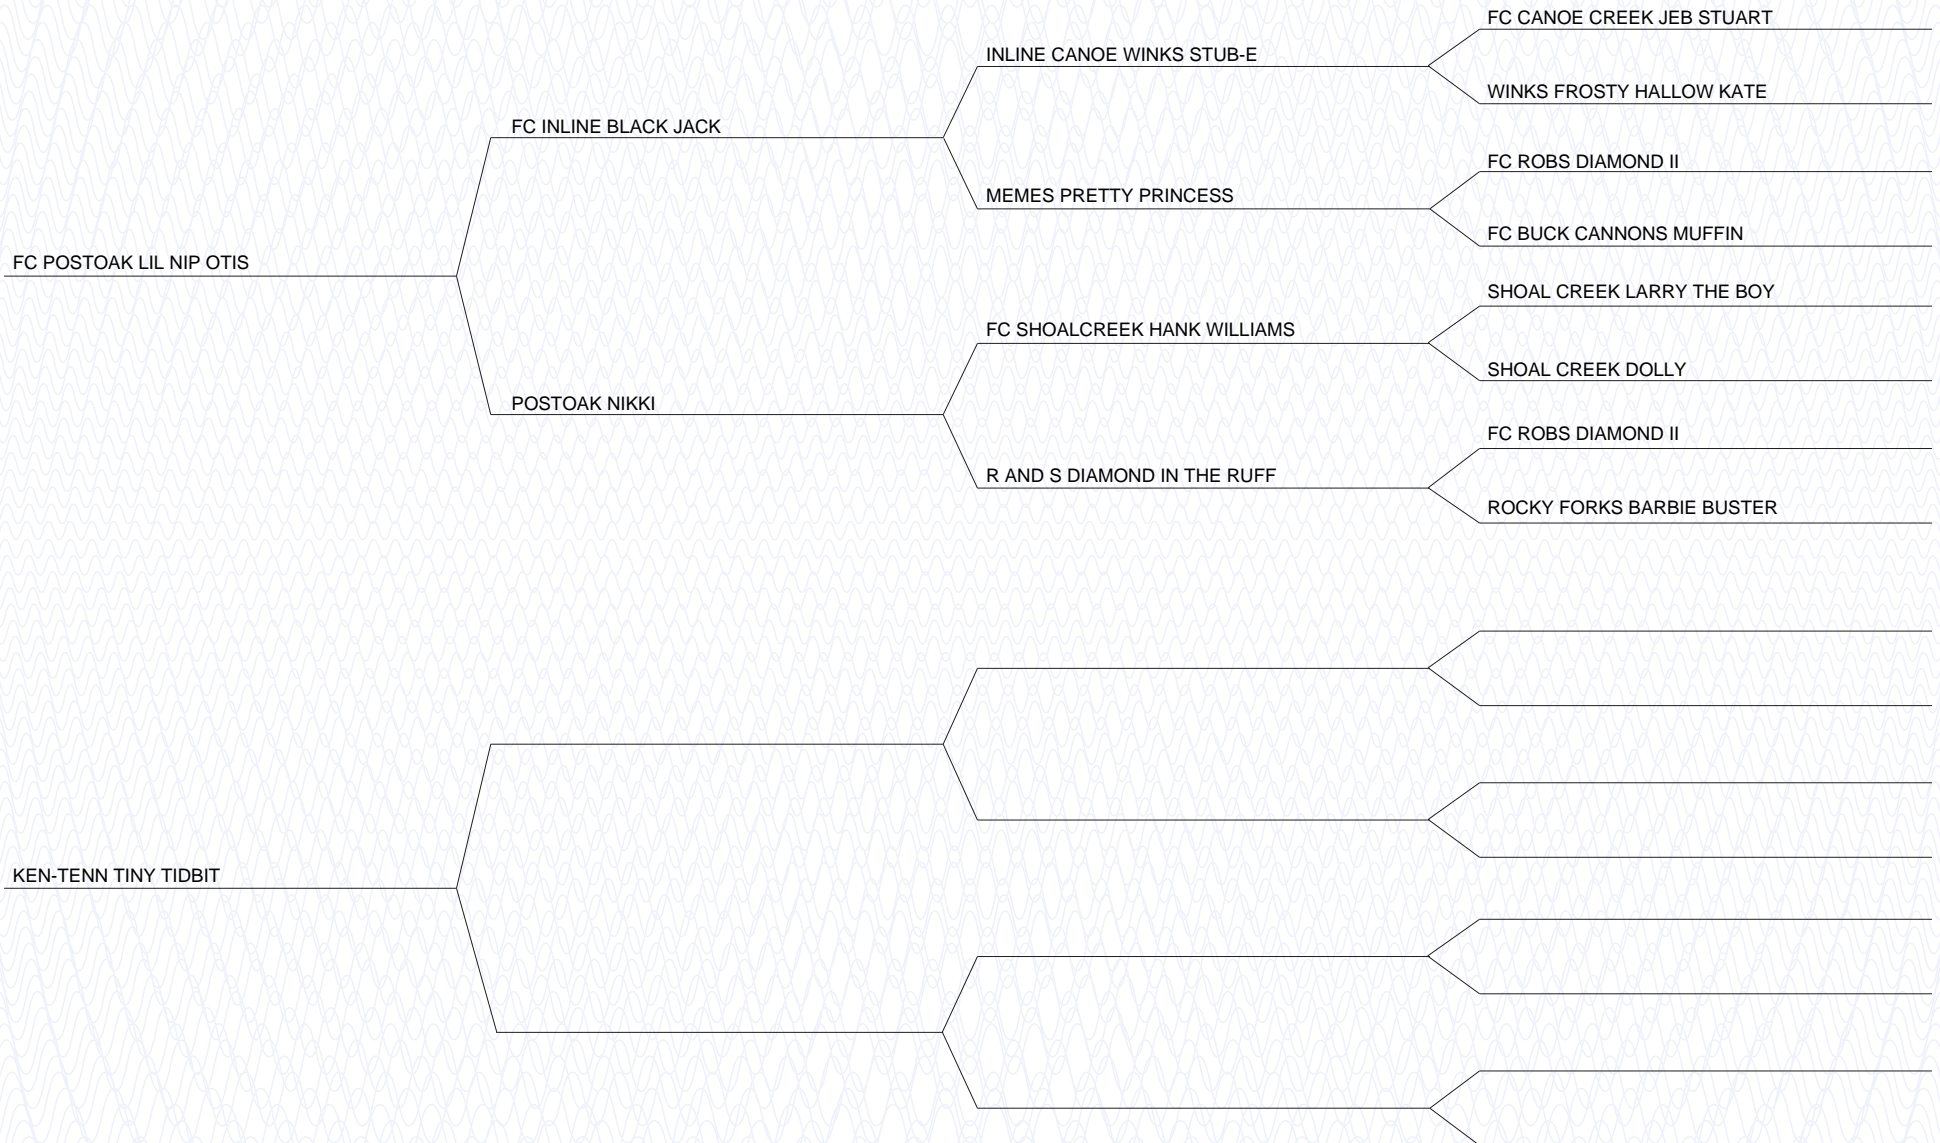 FC CANOE CREEK JEB STUART
INLINE CANOE WINKS STUB-E
WINKS FROSTY HALLOW KATE
FC INLINE BLACK JACK
FC ROBS DIAMOND II
MEMES PRETTY PRINCESS
FC BUCK CANNONS MUFFIN
FC POSTOAK LIL NIP OTIS
SHOAL CREEK LARRY THE BOY
FC SHOALCREEK HANK WILLIAMS
SHOAL CREEK DOLLY
POSTOAK NIKKI
FC ROBS DIAMOND II
R AND S DIAMOND IN THE RUFF
ROCKY FORKS BARBIE BUSTER
KEN-TENN TINY TIDBIT